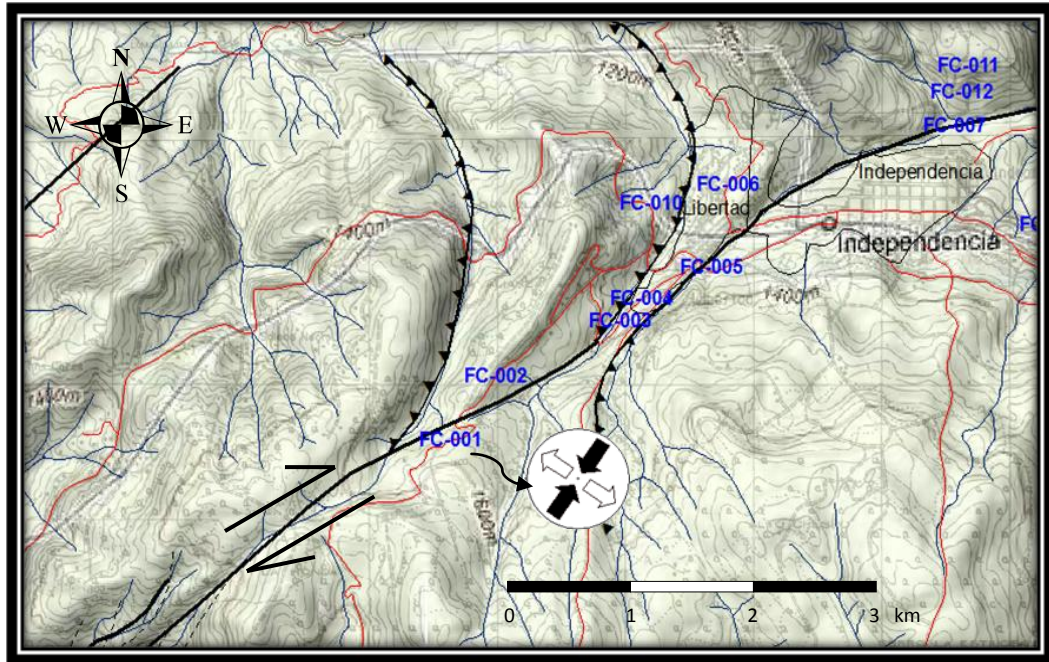 N
W E
S
1200m
FC-011
FC-012
FC-007
Independencia
FC-006
FC-010
Libertad
1400m
Independencia
FC-005
FC-004
1400m
FC-003
FC-002
1400m
FC-001
1600m
0 1 2 3 km